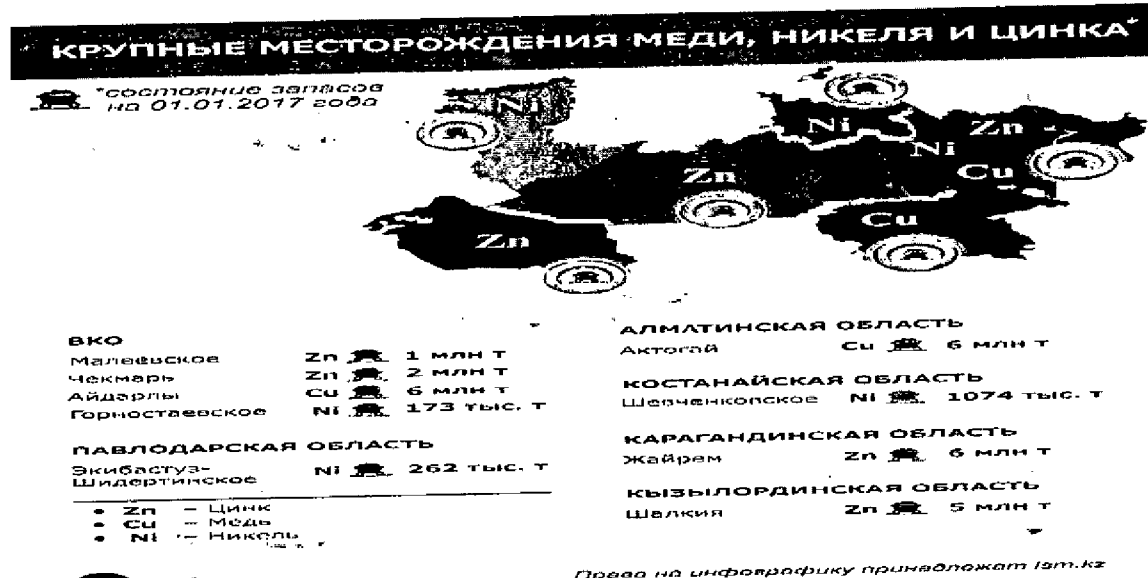 КРУПНЫЕ МЕСТОРОЖДЕНИЯ МЕДИ, НИКЕЛЯ И ЦИНКА*
*состояние запасов
на 01.01.2017 года
Ni
Ni
Zn
Ni
Zn
Cu
Cu
Zn
ВКО
Малеевское Zn 1 млн т
Чекмарь Zn 2 млн т
Айдарлы Cu 6 млн т
Горностаевское Ni 173 тыс. т
ПАВЛОДАРСКАЯ ОБЛАСТЬ
Экибастуз-
Шидертинское Ni 262 тыс. т
• Zn – Цинк
• Cu – Медь
• Ni – Никель
АЛМАТИНСКАЯ ОБЛАСТЬ
Актогай Cu 6 млн т
КОСТАНАЙСКАЯ ОБЛАСТЬ
Шевченковское Ni 1074 тыс. т
КАРАГАНДИНСКАЯ ОБЛАСТЬ
Жайрем Zn 6 млн т
КЫЗЫЛОРДИНСКАЯ ОБЛАСТЬ
Шалкия Zn 5 млн т
Право на инфографику принадлежат lsm.kz